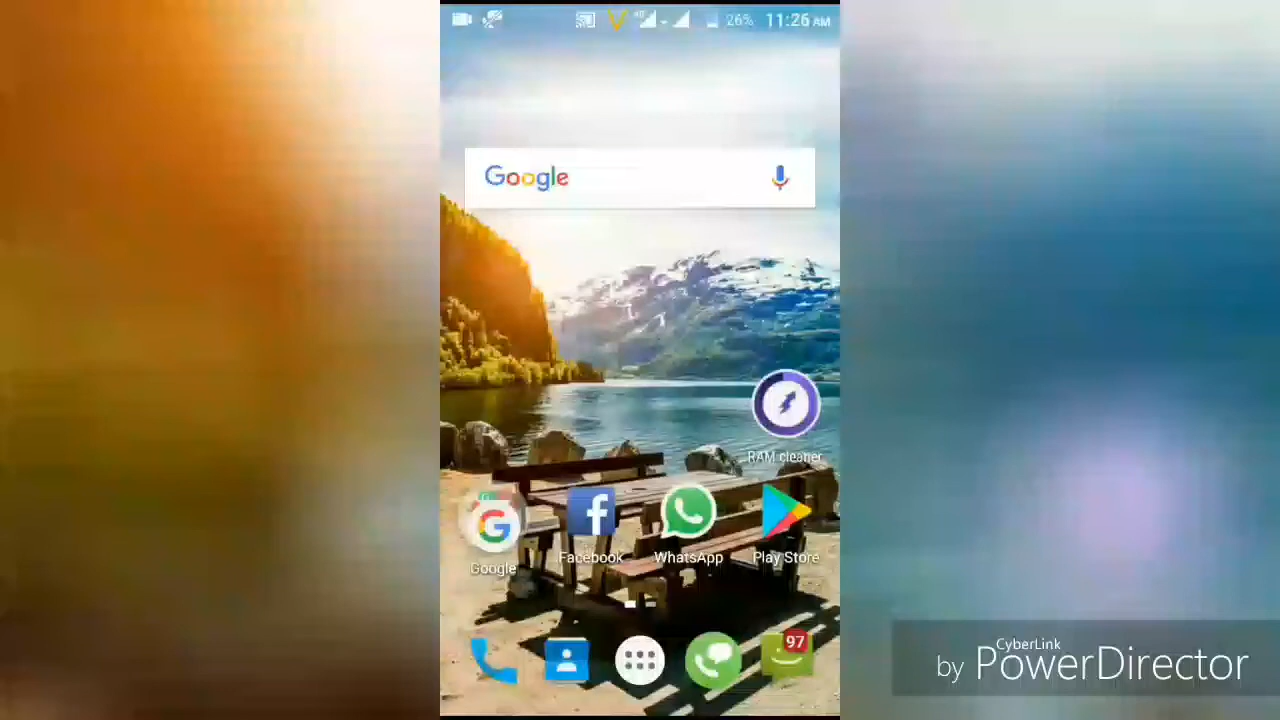 26% 11:26 AM
Google
RAM cleaner
Google Facebook WhatsApp Play Store
97
CyberLink
by PowerDirector